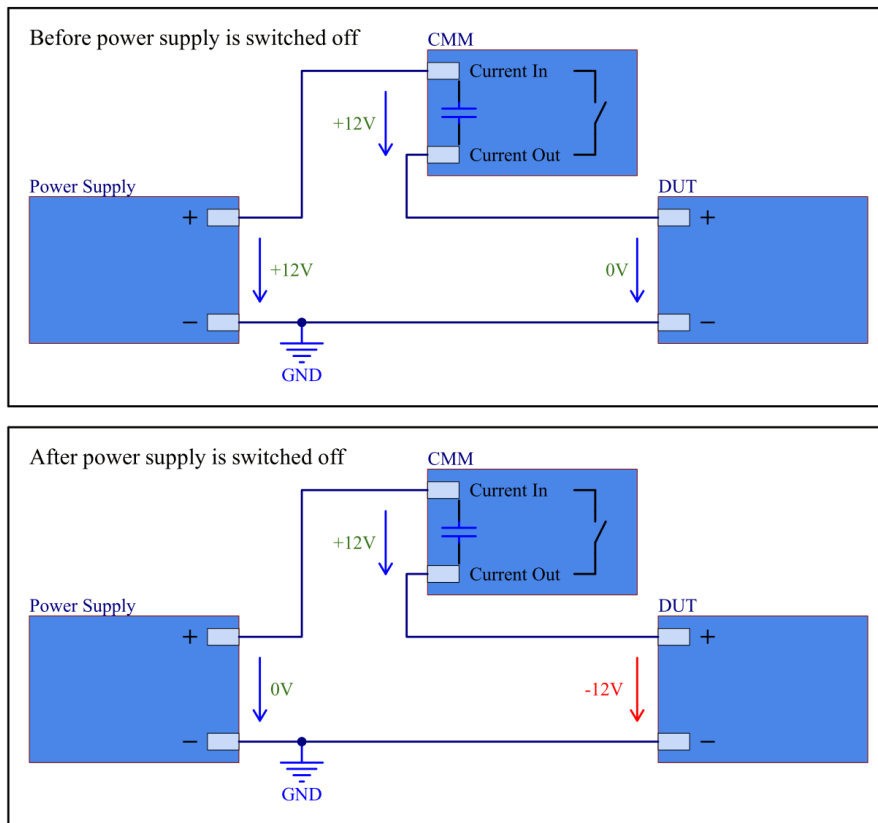 Before power supply is switched off
CMM
Current In
+12V
Current Out
Power Supply
DUT
+
+
+12V
0V
−
−
GND
After power supply is switched off
CMM
Current In
+12V
Current Out
Power Supply
DUT
+
+
0V
-12V
−
−
GND